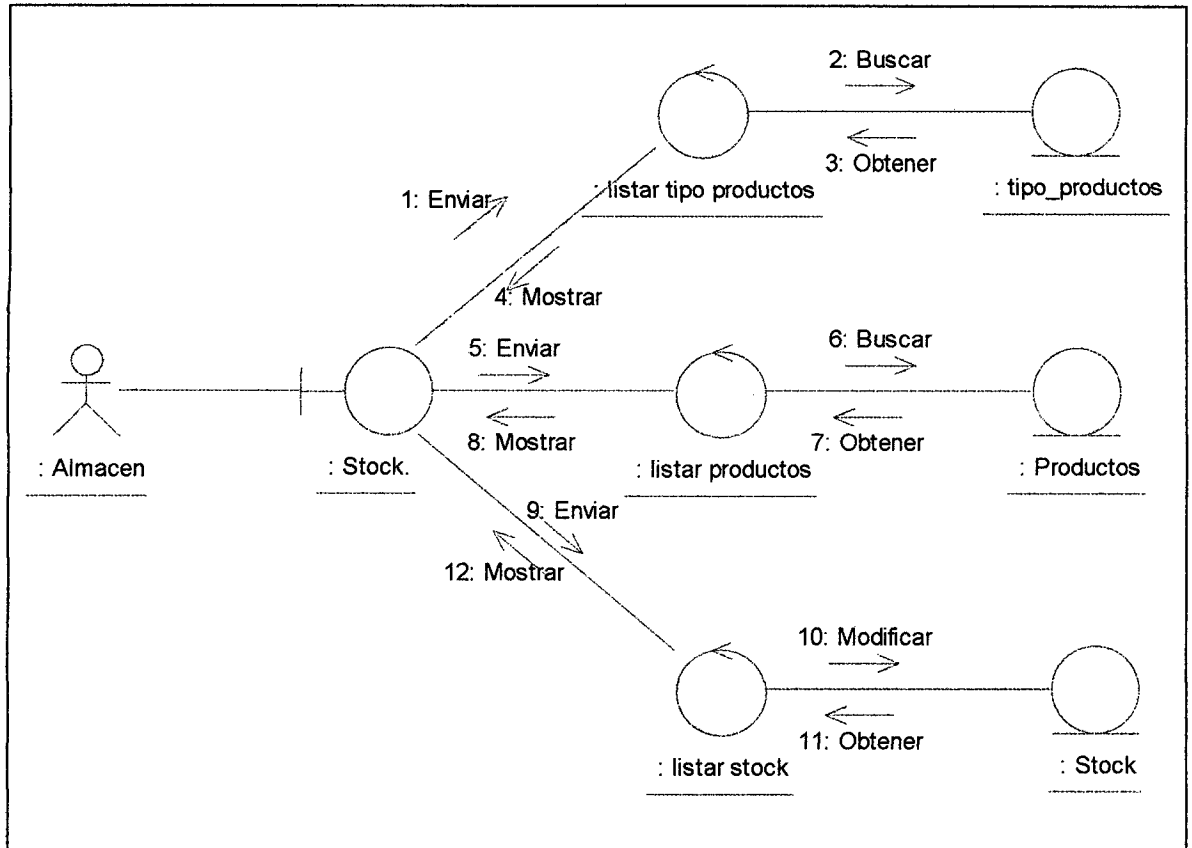 2: Buscar
3: Obtener
1: Enviar
: listar tipo productos
: tipo_productos
4: Mostrar
5: Enviar
6: Buscar
8: Mostrar
7: Obtener
: Almacen
: Stock.
: listar productos
: Productos
9: Enviar
12: Mostrar
10: Modificar
11: Obtener
: listar stock
: Stock